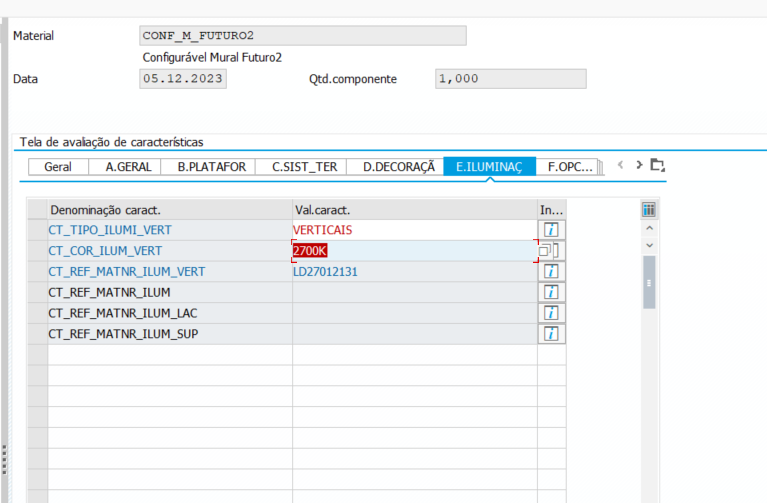 Material CONF_M_FUTURO2
Configurável Mural Futuro2
Data 05.12.2023 Qtd.componente 1,000
Tela de avaliação de características
Geral A.GERAL B.PLATAFOR C.SIST_TER D.DECORAÇÃ E.ILUMINAÇ F.OPC...
Denominação caract. Val.caract. In...
CT_TIPO_ILUMI_VERT VERTICAIS
CT_COR_ILUM_VERT 2700K
CT_REF_MATNR_ILUM_VERT LD27012131
CT_REF_MATNR_ILUM
CT_REF_MATNR_ILUM_LAC
CT_REF_MATNR_ILUM_SUP